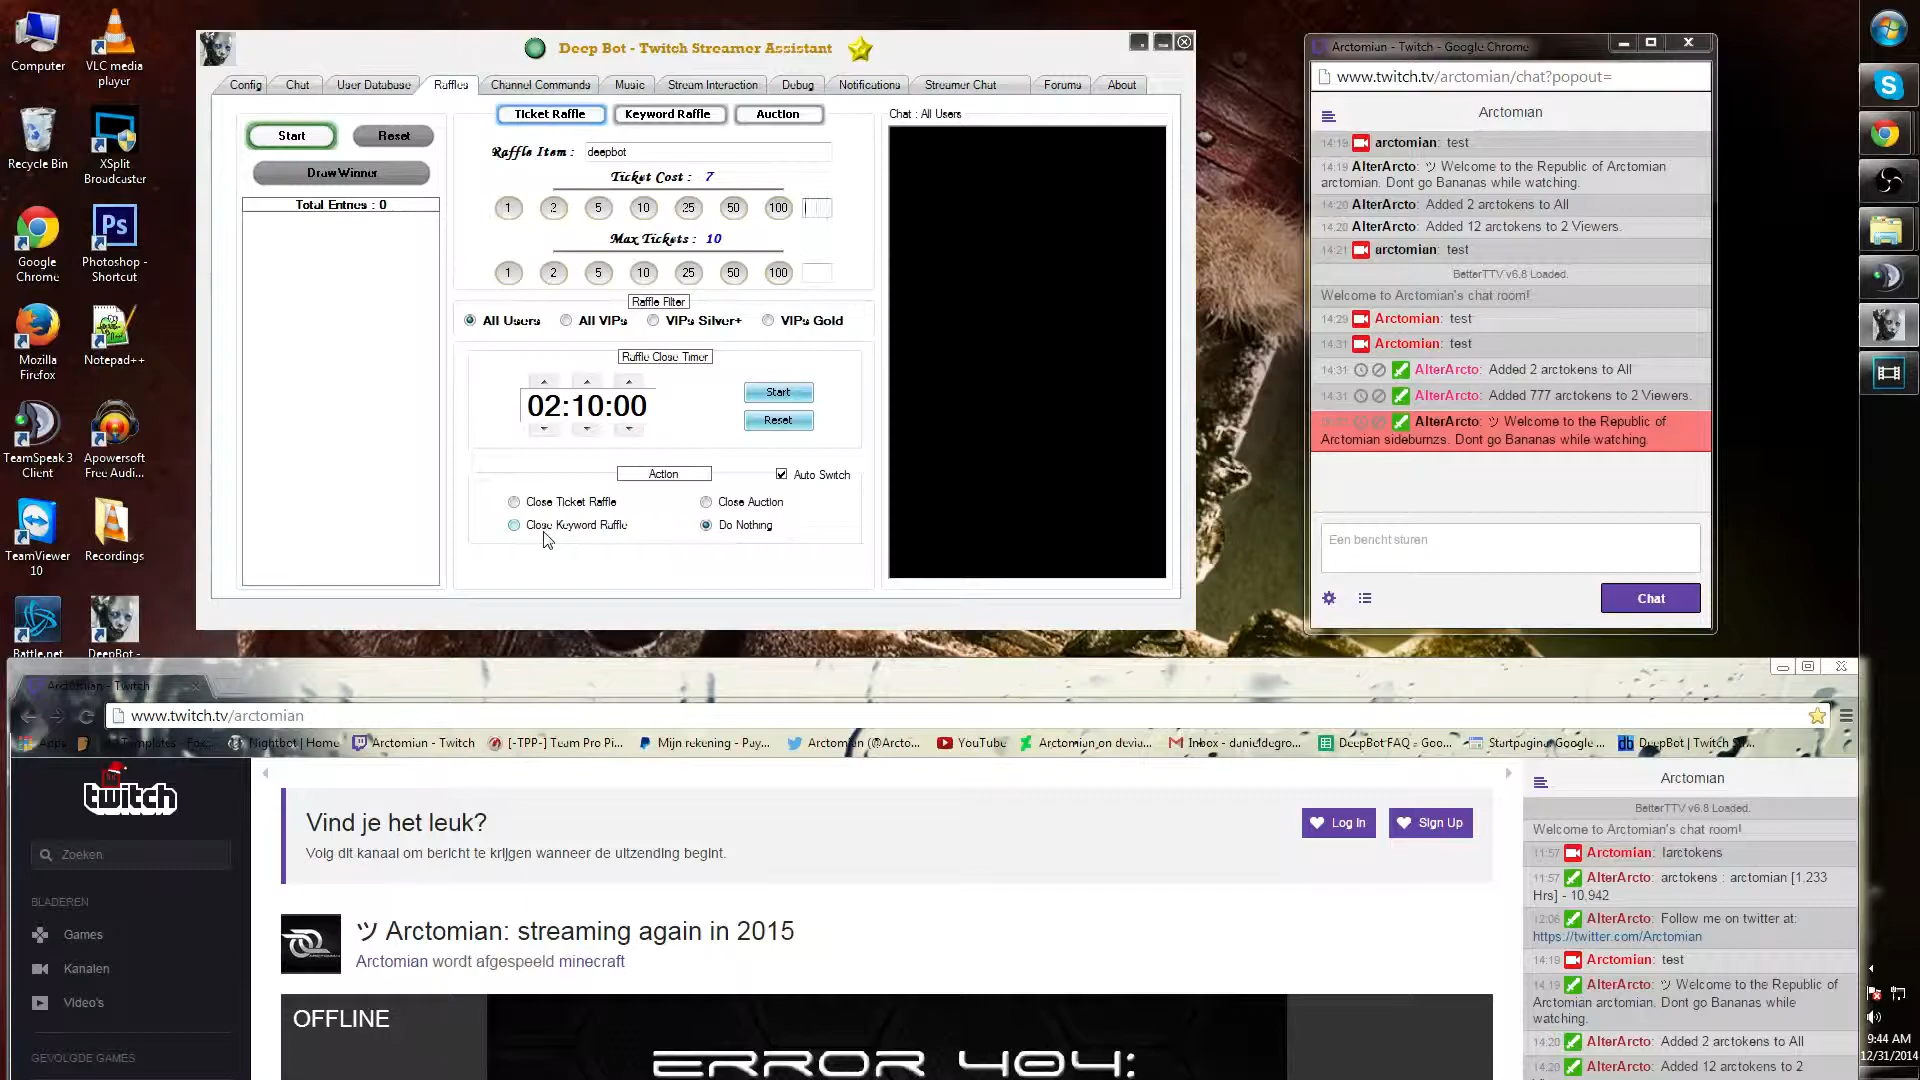 Computer
VLC media
player
Recycle Bin
XSplit
Broadcaster
Google
Chrome
Photoshop -
Shortcut
Mozilla
Firefox
Notepad++
TeamSpeak 3
Client
Apowersoft
Free Audi...
TeamViewer
10
Recordings
Battle.net
DeepBot -
Deep Bot - Twitch Streamer Assistant
Config
Chat
User Database
Raffles
Channel Commands
Music
Stream Interaction
Debug
Notifications
Streamer Chat
Forums
About
Start
Reset
Draw Winner
Total Entries : 0
Ticket Raffle
Keyword Raffle
Auction
Raffle Item : deepbot
Ticket Cost : 7
1 2 5 10 25 50 100
Max Tickets : 10
1 2 5 10 25 50 100
Raffle Filter
All Users
All VIPs
VIPs Silver+
VIPs Gold
Raffle Close Timer
02:10:00
Start
Reset
Action
Auto Switch
Close Ticket Raffle
Close Auction
Close Keyword Raffle
Do Nothing
Chat : All Users
Arctomian - Twitch - Google Chrome
www.twitch.tv/arctomian/chat?popout=
Arctomian
14:19 arctomian: test
14:19 AlterArcto: ツ Welcome to the Republic of Arctomian
arctomian. Dont go Bananas while watching.
14:20 AlterArcto: Added 2 arctokens to All
14:20 AlterArcto: Added 12 arctokens to 2 Viewers.
14:21 arctomian: test
BetterTTV v6.8 Loaded.
Welcome to Arctomian's chat room!
14:29 Arctomian: test
14:31 Arctomian: test
14:31 AlterArcto: Added 2 arctokens to All
14:31 AlterArcto: Added 777 arctokens to 2 Viewers.
AlterArcto: ツ Welcome to the Republic of
Arctomian sideburnzs. Dont go Bananas while watching.
Een bericht sturen
Chat
Arctomian - Twitch
www.twitch.tv/arctomian
Apps
Templates
Nightbot | Home
Arctomian - Twitch
[-TPP-] Team Pro Pi...
Mijn rekening - Pay...
Arctomian (@Arcto...
YouTube
Arctomian on devia...
Inbox - danieldegro...
DeepBot FAQ - Goo...
Startpagina Google ...
DeepBot | Twitch Str...
twitch
Zoeken
BLADEREN
Games
Kanalen
Video's
GEVOLGDE GAMES
Vind je het leuk?
Volg dit kanaal om bericht te krijgen wanneer de uitzending begint.
Log In
Sign Up
ツ Arctomian: streaming again in 2015
Arctomian wordt afgespeeld minecraft
OFFLINE
ERROR 404:
Arctomian
BetterTTV v6.8 Loaded.
Welcome to Arctomian's chat room!
11:57 Arctomian: !arctokens
11:57 AlterArcto: arctokens : arctomian [1,233
Hrs] - 10,942
12:06 AlterArcto: Follow me on twitter at:
https://twitter.com/Arctomian
14:19 Arctomian: test
14:19 AlterArcto: ツ Welcome to the Republic of
Arctomian arctomian. Dont go Bananas while
watching.
14:20 AlterArcto: Added 2 arctokens to All
14:20 AlterArcto: Added 12 arctokens to 2
9:44 AM
12/31/2014